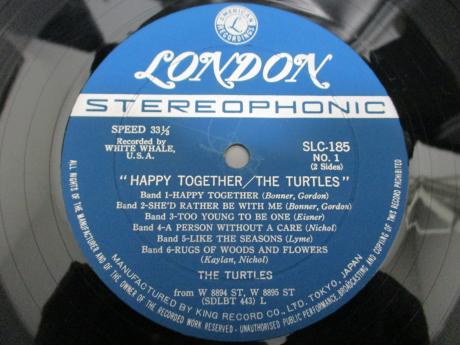 AMERICAN
RECORDINGS
L
LONDON
STEREOPHONIC
SPEED 33⅓
Recorded by
WHITE WHALE,
U.S.A.
SLC-185
NO. 1
(2 Sides)
"HAPPY TOGETHER/THE TURTLES"
Band 1-HAPPY TOGETHER (Bonner, Gordon)
Band 2-SHE'D RATHER BE WITH ME (Bonner, Gordon)
Band 3-TOO YOUNG TO BE ONE (Eisner)
Band 4-A PERSON WITHOUT A CARE (Nichol)
Band 5-LIKE THE SEASONS (Lyme)
Band 6-RUGS OF WOODS AND FLOWERS
(Kaylan, Nichol)
THE TURTLES
from W 8894 ST, W 8895 ST
(SDLBT 443) L
MANUFACTURED BY KING RECORD CO., LTD. TOKYO, JAPAN
ALL RIGHTS OF THE MANUFACTURER AND OF THE OWNER OF THE RECORDED WORK RESERVED - UNAUTHORISED PUBLIC PERFORMANCE, BROADCASTING AND COPYING OF THIS RECORD PROHIBITED